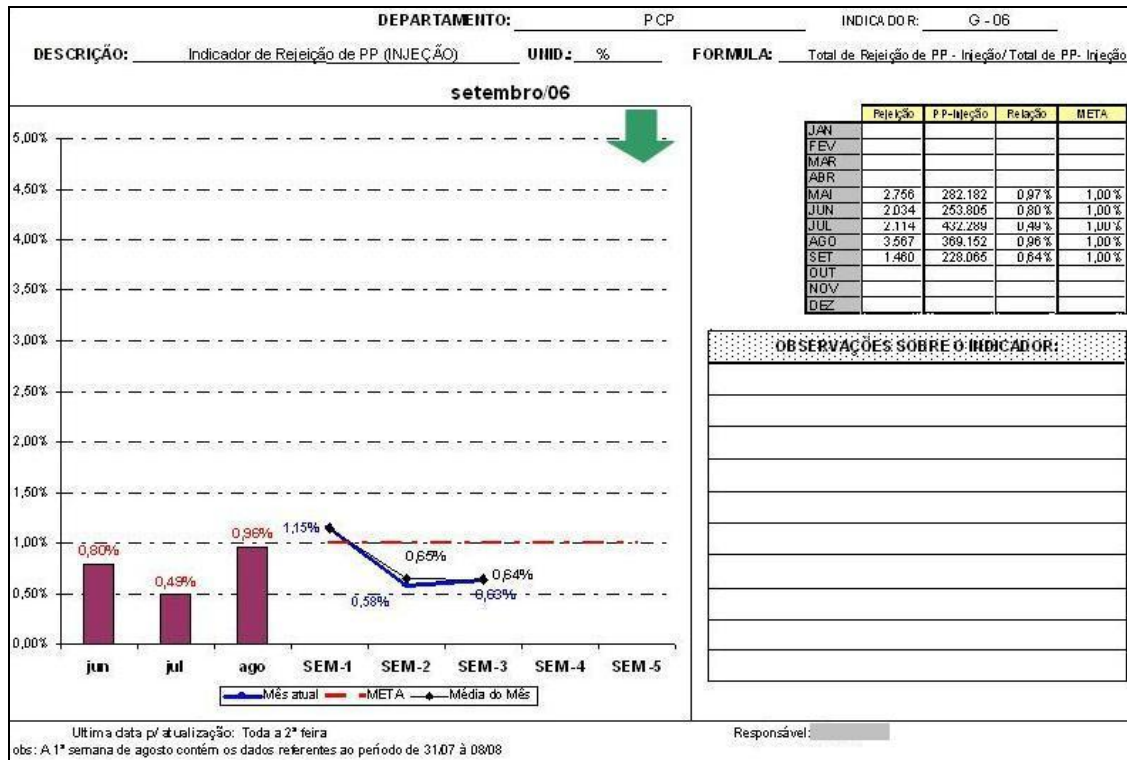 DEPARTAMENTO: PCP INDICADOR: G - 06
DESCRIÇÃO: Indicador de Rejeição de PP (INJEÇÃO) UNID.: % FORMULA: Total de Rejeição de PP - Injeção/Total de PP- Injeção
setembro/06
5,00%
4,50%
4,00%
3,50%
3,00%
2,50%
2,00%
1,50%
1,00%
0,50%
0,00%
0,80%
0,49%
0,96%
1,15%
0,65%
0,58%
0,64%
0,63%
jun jul ago SEM-1 SEM-2 SEM-3 SEM-4 SEM-5
Mês atual META Média do Mês
Rejeição PP-Injeção Relação META
JAN
FEV
MAR
ABR
MAI 2.756 282.182 0,97% 1,00%
JUN 2.034 253.805 0,80% 1,00%
JUL 2.114 432.289 0,49% 1,00%
AGO 3.567 369.152 0,96% 1,00%
SET 1.460 228.065 0,64% 1,00%
OUT
NOV
DEZ
OBSERVAÇÕES SOBRE O INDICADOR:
Ultima data p/ atualização: Toda a 2ª feira Responsável:
obs: A 1ª semana de agosto contém os dados referentes ao período de 31/07 à 08/08